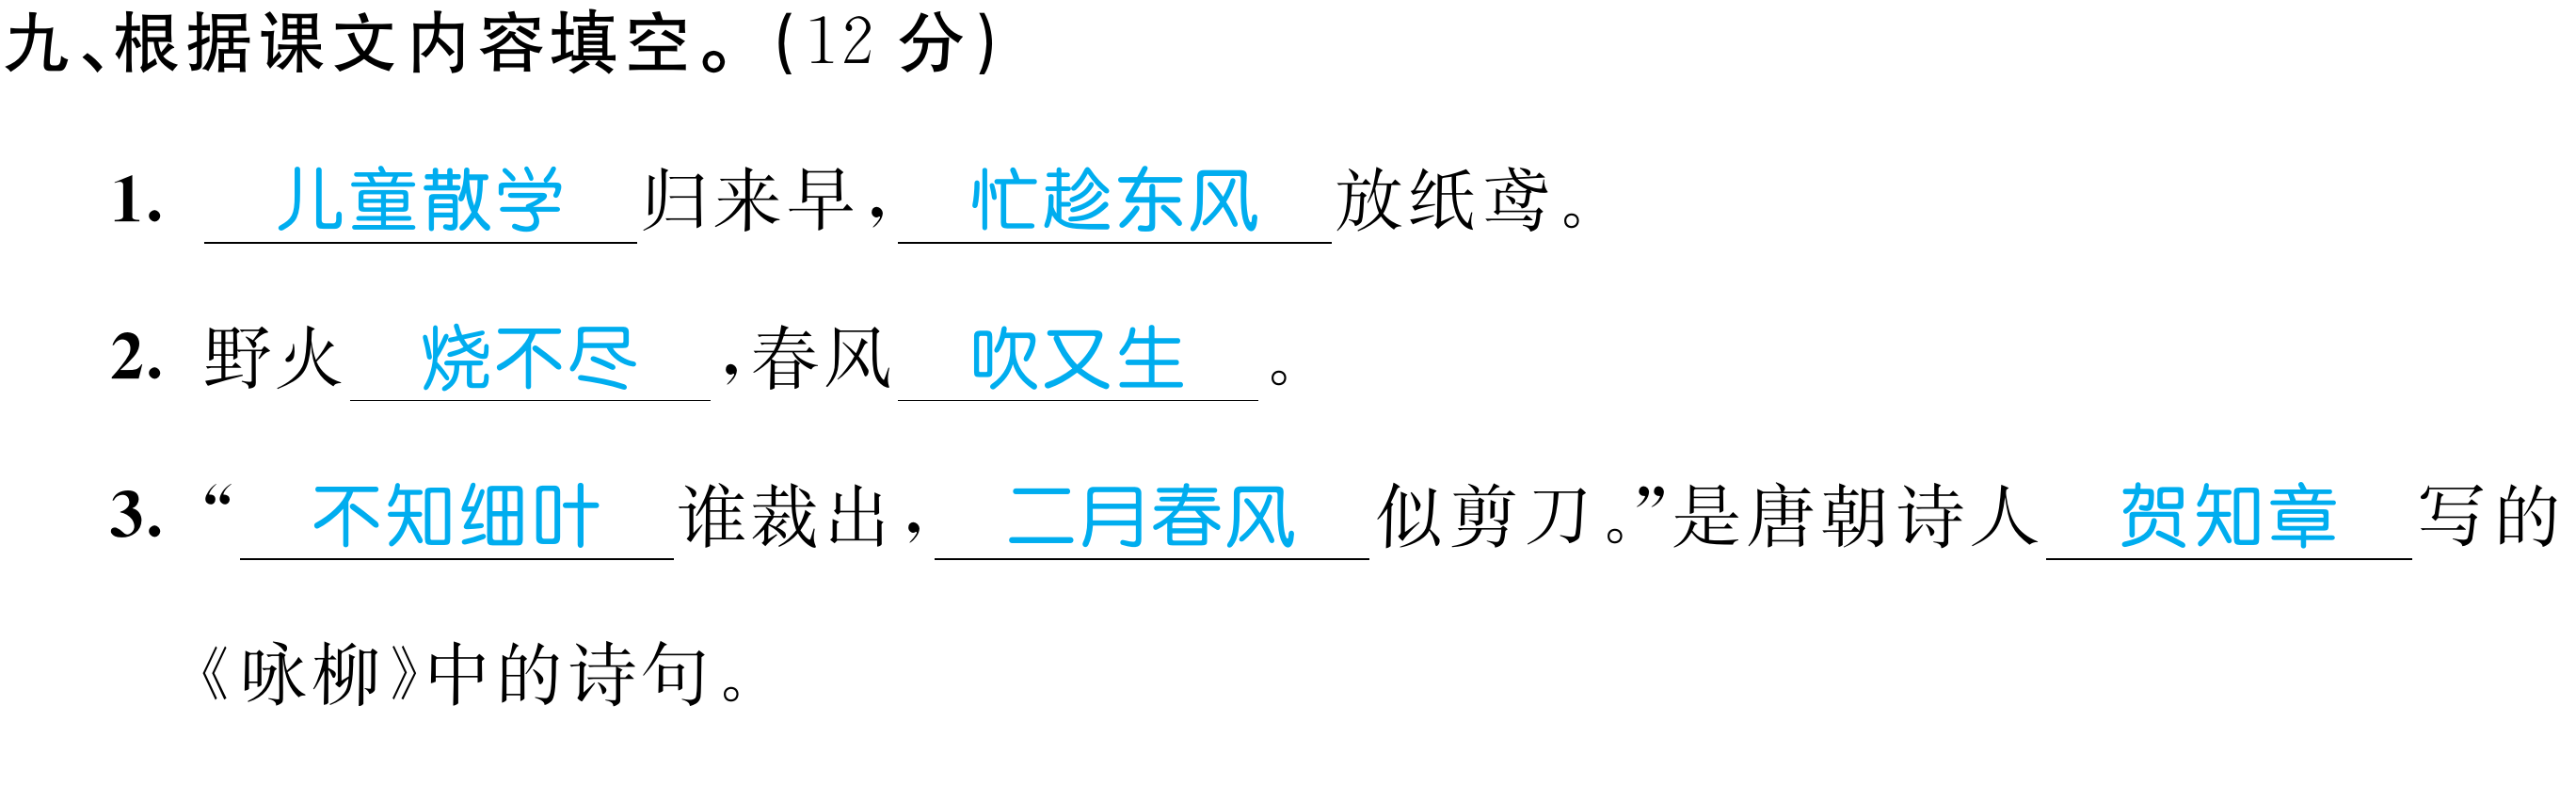 九、根据课文内容填空。(12 分)
1. 儿童散学归来早，忙趁东风放纸鸢。
2. 野火烧不尽，春风吹又生。
3. “不知细叶谁裁出，二月春风似剪刀。”是唐朝诗人贺知章写的
《咏柳》中的诗句。